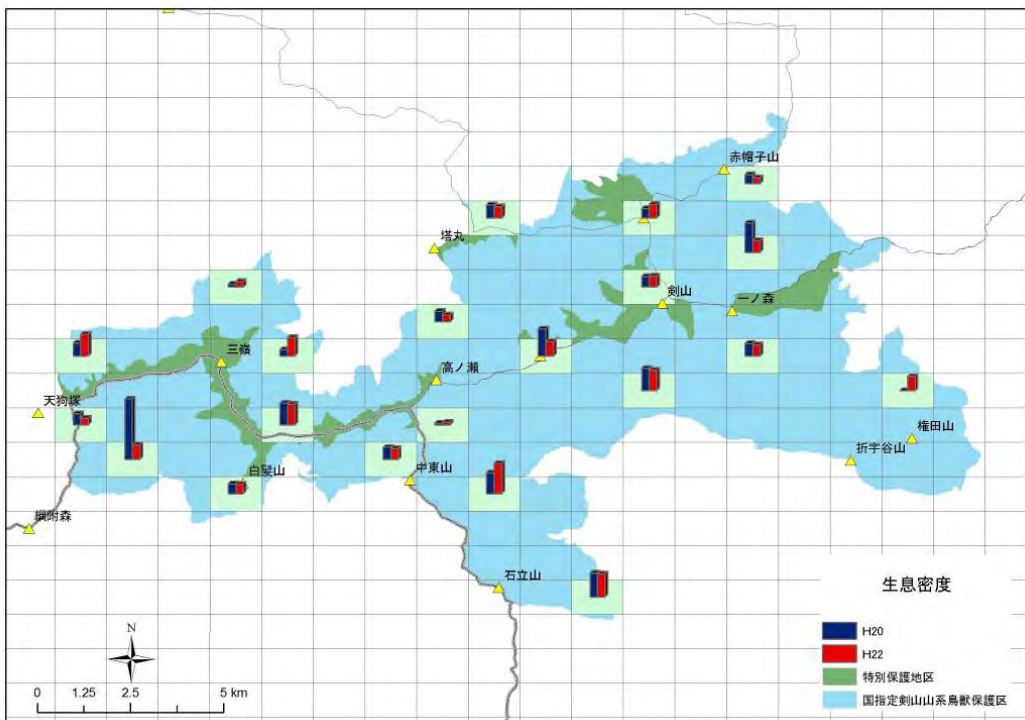 赤帽子山
塔丸
剣山
一ノ森
三嶺
高ノ瀬
天狗塚
権田山
折宇谷山
白髪山
中東山
綱附森
石立山
生息密度
H20
H22
特別保護地区
国指定剣山山系鳥獣保護区
N
0 1.25 2.5 5 km